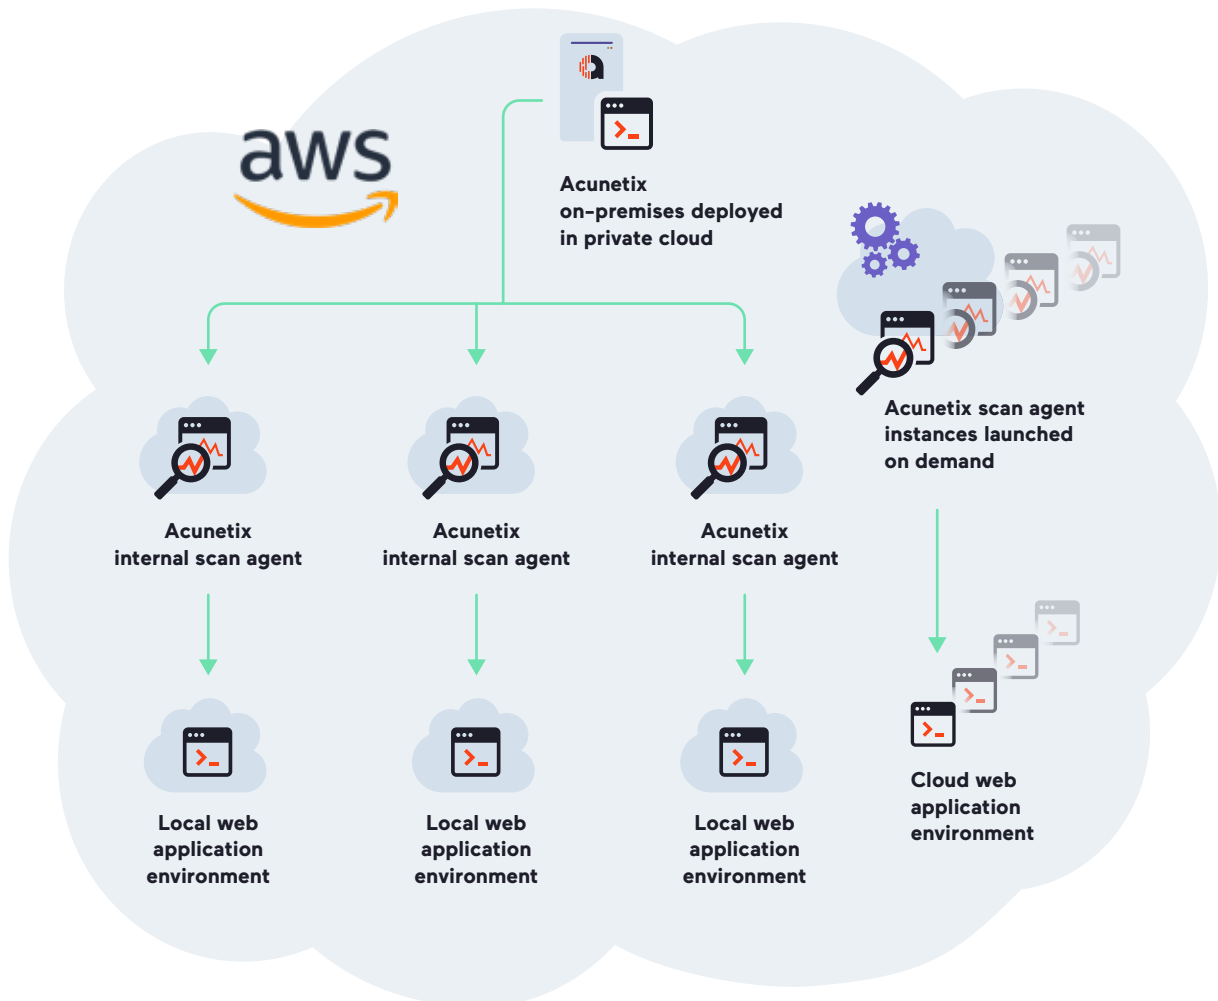 aws
Acunetix
on-premises deployed
in private cloud
Acunetix scan agent
instances launched
on demand
Acunetix
internal scan agent
Acunetix
internal scan agent
Acunetix
internal scan agent
Local web
application
environment
Local web
application
environment
Local web
application
environment
Cloud web
application
environment